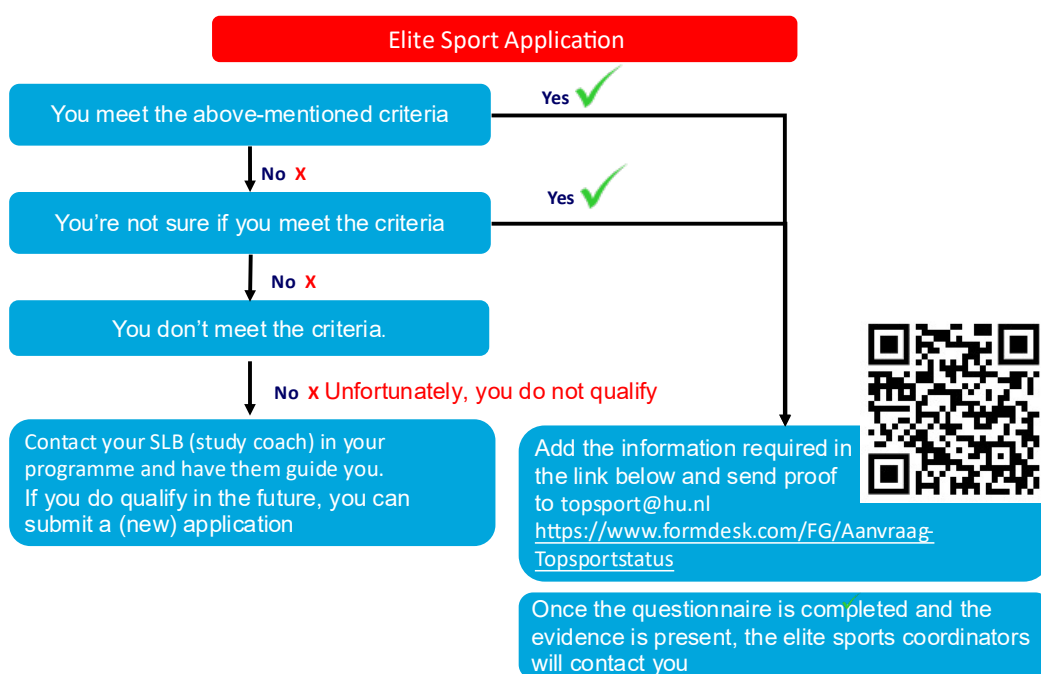 Elite Sport Application
You meet the above-mentioned criteria
Yes
No X
You're not sure if you meet the criteria
Yes
No X
You don't meet the criteria.
No X Unfortunately, you do not qualify
Contact your SLB (study coach) in your
programme and have them guide you.
If you do qualify in the future, you can
submit a (new) application
Add the information required in
the link below and send proof
to topsport@hu.nl
https://www.formdesk.com/FG/Aanvraag-
Topsportstatus
Once the questionnaire is completed and the
evidence is present, the elite sports coordinators
will contact you